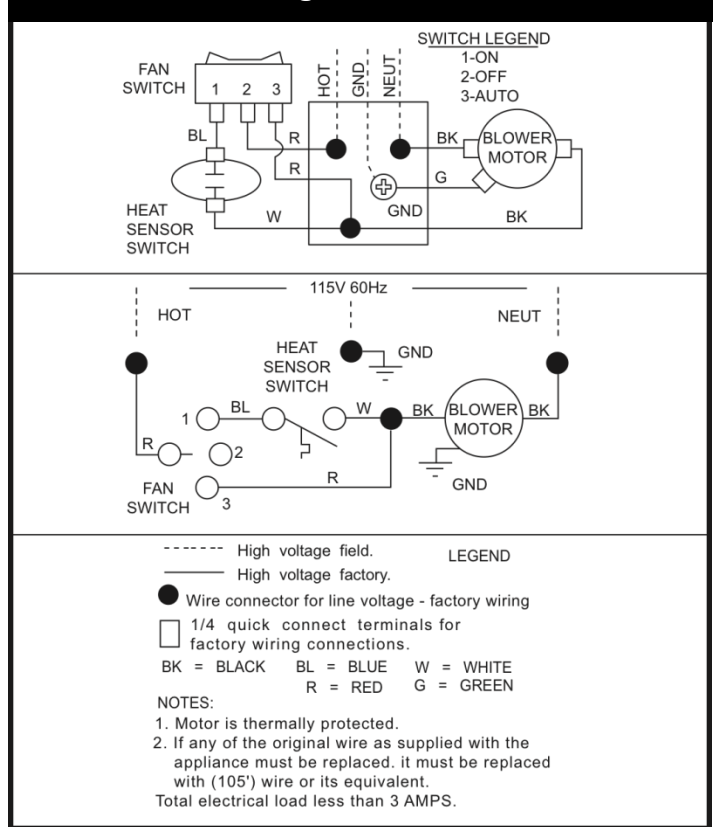 SWITCH LEGEND
1-ON
2-OFF
3-AUTO
FAN
SWITCH
1 2 3
HOT
GND
NEUT
BL
R
R
BK
BLOWER
MOTOR
G
GND
HEAT
SENSOR
SWITCH
W
BK
115V 60Hz
HOT
NEUT
HEAT
SENSOR
SWITCH
GND
1
BL
W
BK
BLOWER
MOTOR
BK
R
2
R
GND
FAN
SWITCH
3
High voltage field.
LEGEND
High voltage factory.
Wire connector for line voltage - factory wiring
1/4 quick connect terminals for
factory wiring connections.
BK = BLACK BL = BLUE W = WHITE
R = RED G = GREEN
NOTES:
1. Motor is thermally protected.
2. If any of the original wire as supplied with the
appliance must be replaced. it must be replaced
with (105') wire or its equivalent.
Total electrical load less than 3 AMPS.